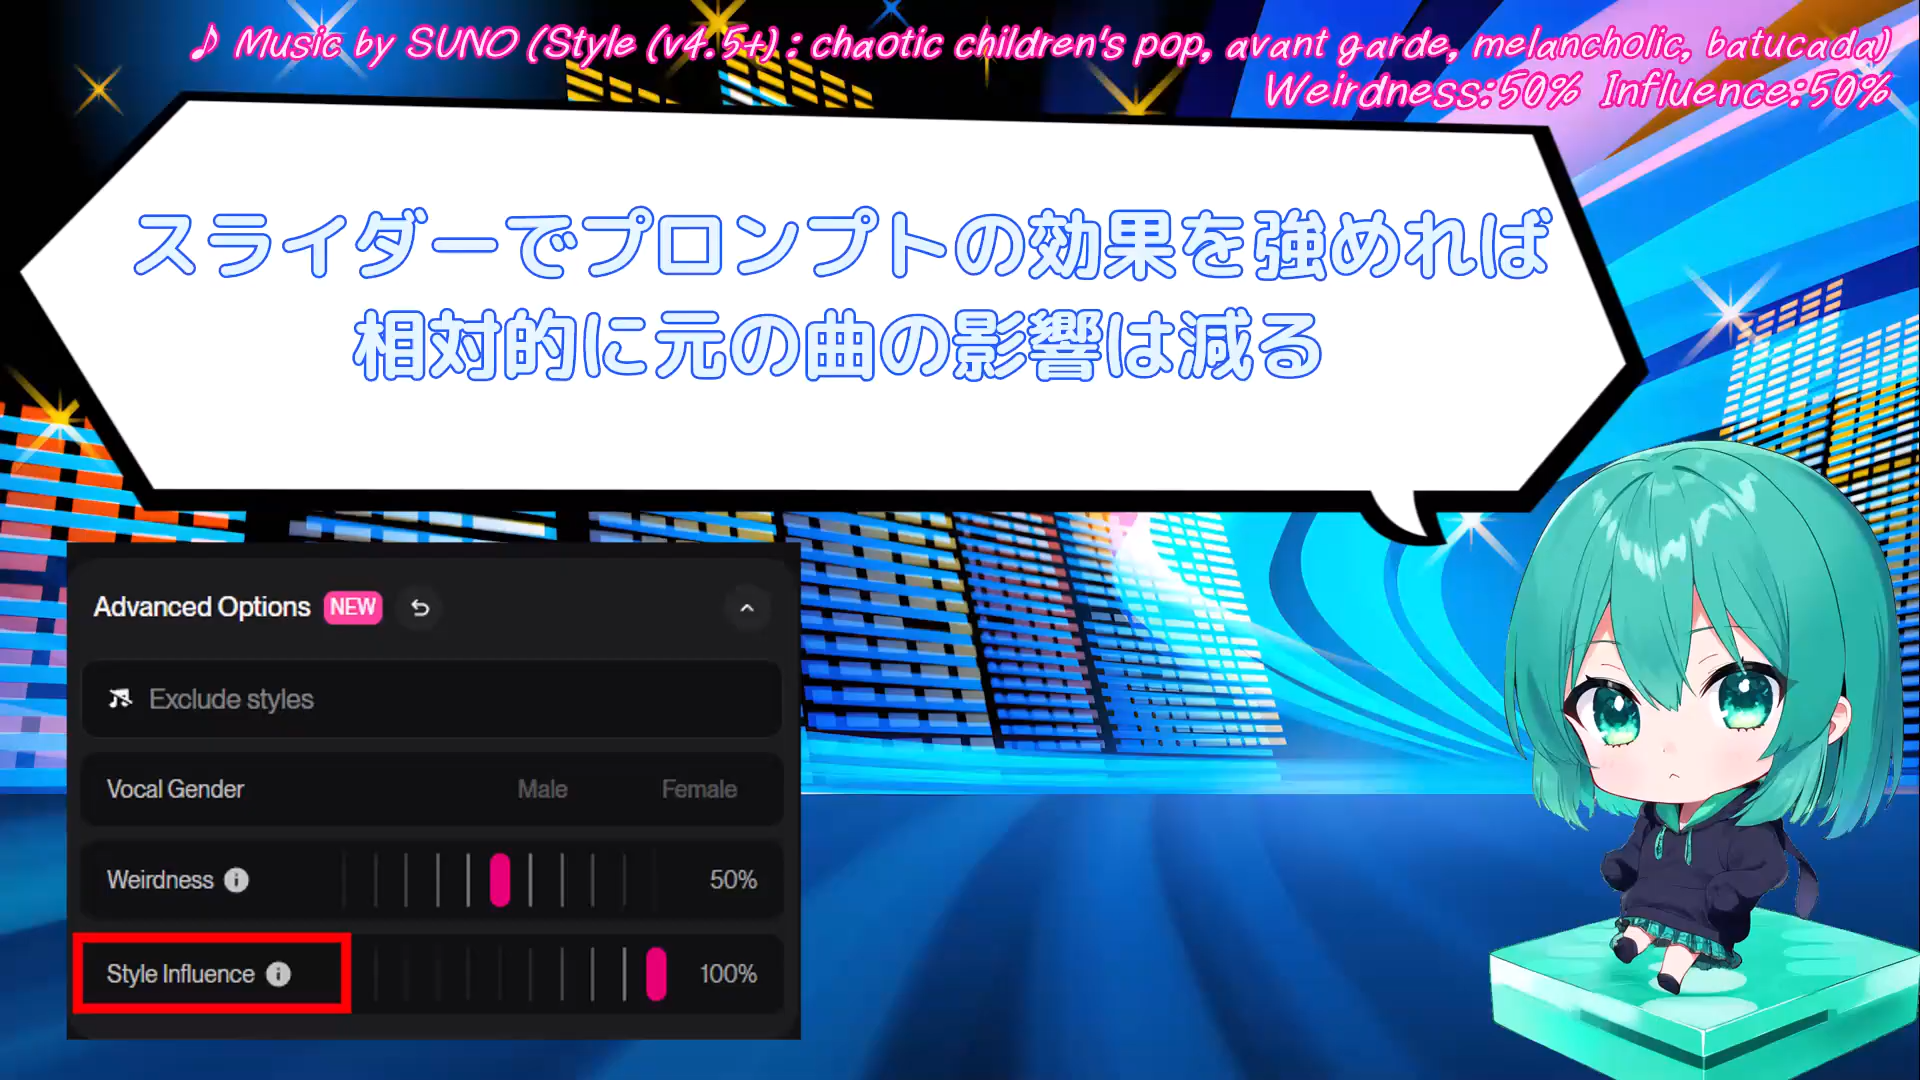 ♪ Music by SUNO (Style (v4.5+) : chaotic children's pop, avant garde, melancholic, batucada)
Weirdness:50% Influence:50%
スライダーでプロンプトの効果を強めれば
相対的に元の曲の影響は減る
Advanced Options NEW
Exclude styles
Vocal Gender Male Female
Weirdness 50%
Style Influence 100%